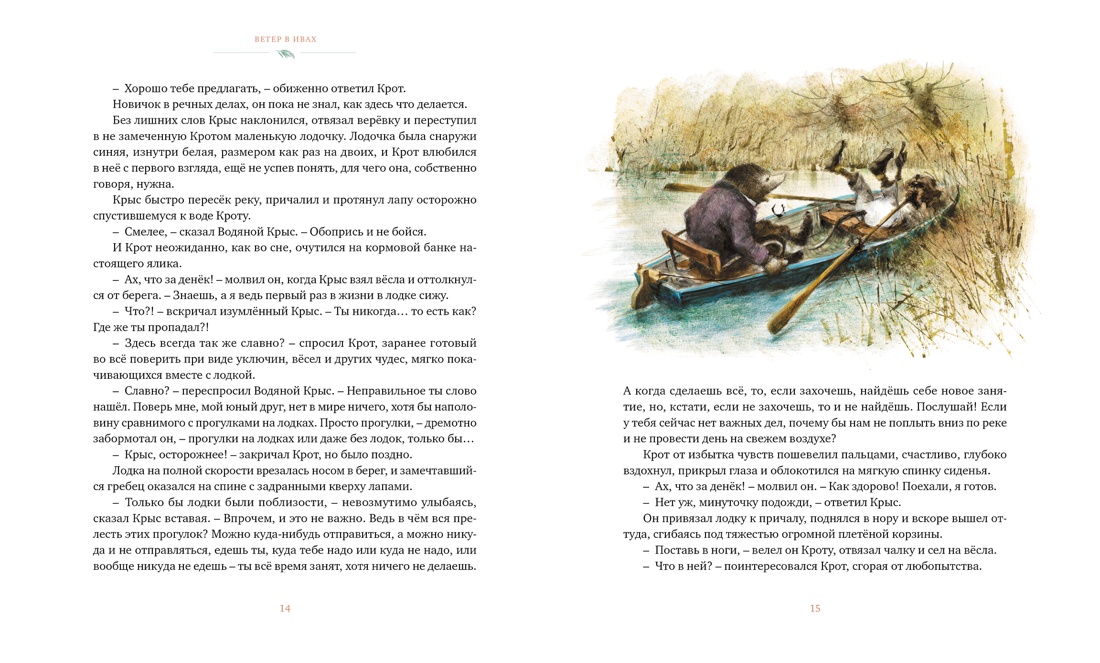 ВЕТЕР В ИВАХ
– Хорошо тебе предлагать, – обиженно ответил Крот.
Новичок в речных делах, он пока не знал, как здесь что делается.
Без лишних слов Крыс наклонился, отвязал верёвку и переступил
в не замеченную Кротом маленькую лодочку. Лодочка была снаружи
синяя, изнутри белая, размером как раз на двоих, и Крот влюбился
в неё с первого взгляда, ещё не успев понять, для чего она, собственно
говоря, нужна.
Крыс быстро пересёк реку, причалил и протянул лапу осторожно
спустившемуся к воде Кроту.
– Смелее, – сказал Водяной Крыс. – Обопрись и не бойся.
И Крот неожиданно, как во сне, очутился на кормовой банке на-
стоящего ялика.
– Ах, что за денёк! – молвил он, когда Крыс взял вёсла и оттолкнул-
ся от берега. – Знаешь, а я ведь первый раз в жизни в лодке сижу.
– Что?! – вскричал изумлённый Крыс. – Ты никогда… то есть как?
Где же ты пропадал?!
– Здесь всегда так же славно? – спросил Крот, заранее готовый
во всё поверить при виде уключин, вёсел и других чудес, мягко пока-
чивающихся вместе с лодкой.
– Славно? – переспросил Водяной Крыс. – Неправильное ты слово
нашёл. Поверь мне, мой юный друг, нет в мире ничего, хотя бы наполо-
вину сравнимого с прогулками на лодках. Просто прогулки, – дремотно
забормотал он, – прогулки на лодках или даже без лодок, только бы…
– Крыс, осторожнее! – закричал Крот, но было поздно.
Лодка на полной скорости врезалась носом в берег, и замечтавший-
ся гребец оказался на спине с задранными кверху лапами.
– Только бы лодки были поблизости, – невозмутимо улыбаясь,
сказал Крыс вставая. – Впрочем, и это не важно. Ведь в чём вся пре-
лесть этих прогулок? Можно куда-нибудь отправиться, а можно нику-
да и не отправляться, едешь ты, куда тебе надо или куда не надо, или
вообще никуда не едешь – ты всё время занят, хотя ничего не делаешь.
14
А когда сделаешь всё, то, если захочешь, найдёшь себе новое заня-
тие, но, кстати, если не захочешь, то и не найдёшь. Послушай! Если
у тебя сейчас нет важных дел, почему бы нам не поплыть вниз по реке
и не провести день на свежем воздухе?
Крот от избытка чувств пошевелил пальцами, счастливо, глубоко
вздохнул, прикрыл глаза и облокотился на мягкую спинку сиденья.
– Ах, что за денёк! – молвил он. – Как здорово! Поехали, я готов.
– Нет уж, минуточку подожди, – ответил Крыс.
Он привязал лодку к причалу, поднялся в нору и вскоре вышел от-
туда, сгибаясь под тяжестью огромной плетёной корзины.
– Поставь в ноги, – велел он Кроту, отвязал чалку и сел на вёсла.
– Что в ней? – поинтересовался Крот, сгорая от любопытства.
15